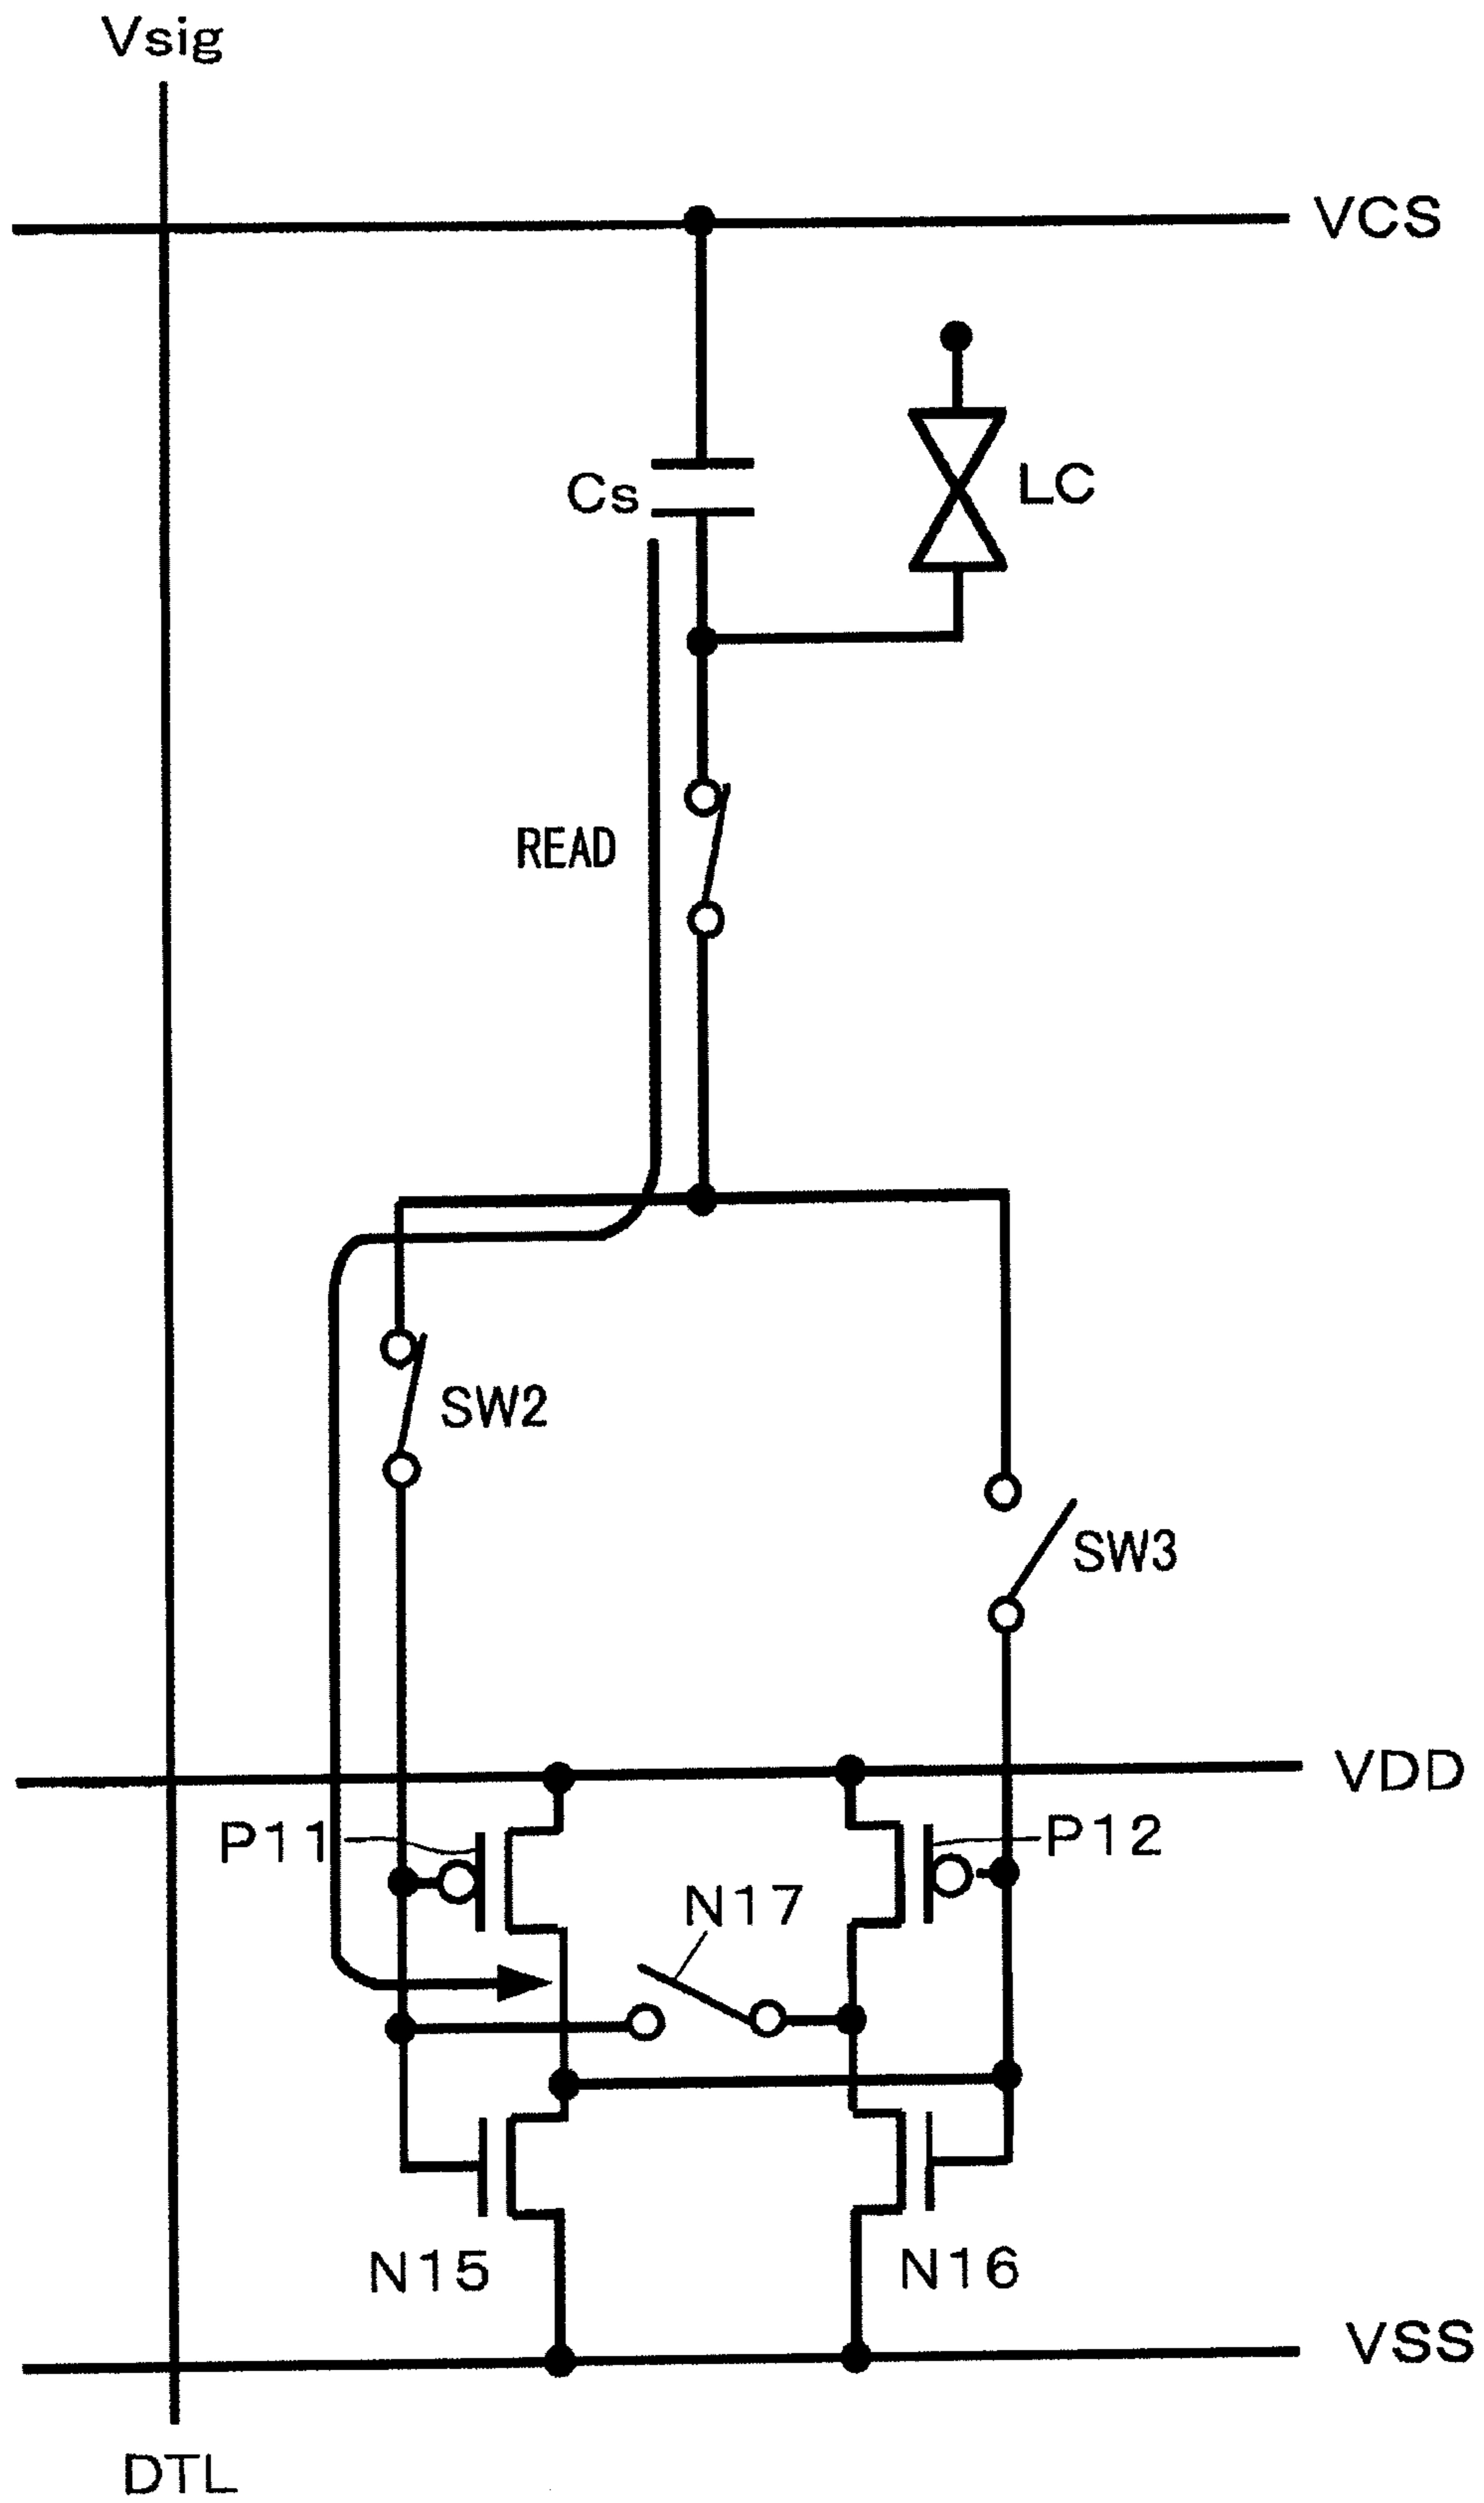 Vsig
VCS
Cs
LC
READ
SW2
SW3
VDD
P11
P12
N17
N15
N16
VSS
DTL